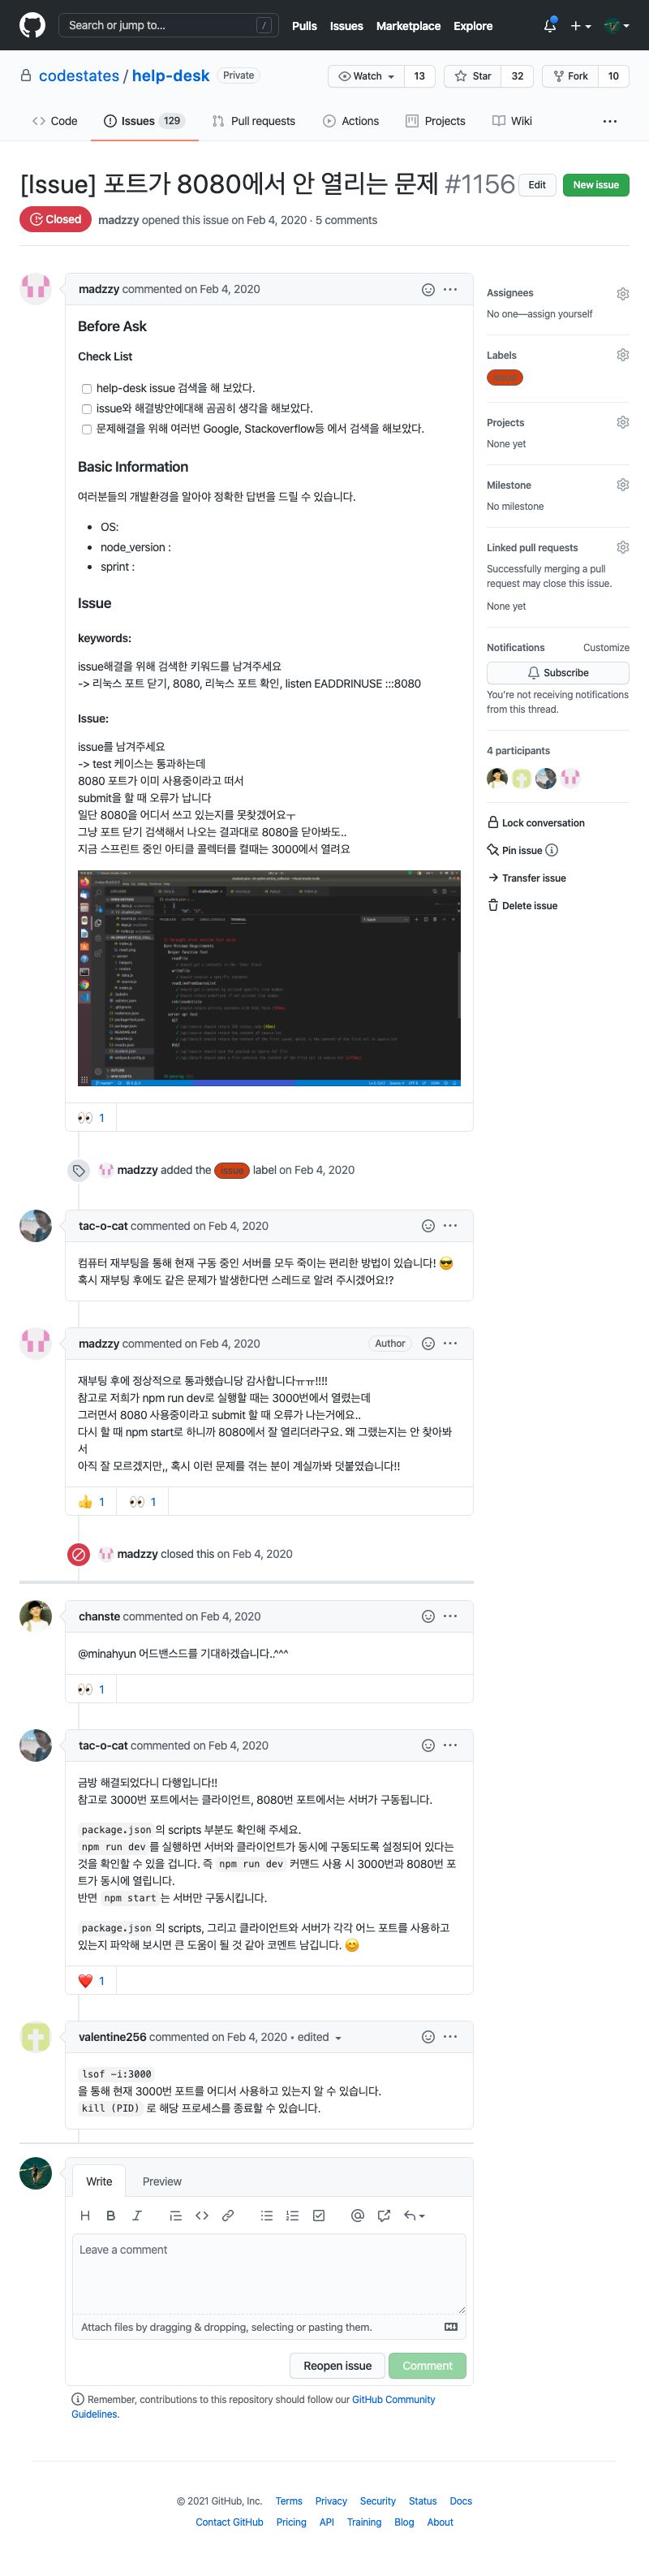 Search or jump to...
/
Pulls Issues Marketplace Explore
codestates / help-desk Private
Watch 13 Star 32 Fork 10
Code Issues 129 Pull requests Actions Projects Wiki
[Issue] 포트가 8080에서 안 열리는 문제 #1156
Edit New issue
Closed madzzy opened this issue on Feb 4, 2020 · 5 comments
madzzy commented on Feb 4, 2020
Before Ask
Check List
help-desk issue 검색을 해 보았다.
issue와 해결방안에대해 곰곰히 생각을 해보았다.
문제해결을 위해 여러번 Google, Stackoverflow등 에서 검색을 해보았다.
Basic Information
여러분들의 개발환경을 알아야 정확한 답변을 드릴 수 있습니다.
OS:
node_version :
sprint :
Issue
keywords:
issue해결을 위해 검색한 키워드를 남겨주세요
-> 리눅스 포트 닫기, 8080, 리눅스 포트 확인, listen EADDRINUSE :::8080
Issue:
issue를 남겨주세요
-> test 케이스는 통과하는데
8080 포트가 이미 사용중이라고 떠서
submit을 할 때 오류가 납니다
일단 8080을 어디서 쓰고 있는지를 못찾겠어요ㅜ
그냥 포트 닫기 검색해서 나오는 결과대로 8080을 닫아봐도..
지금 스프린트 중인 아티클 콜렉터를 켤때는 3000에서 열려요
👀 1
Assignees
No one—assign yourself
Labels
issue
Projects
None yet
Milestone
No milestone
Linked pull requests
Successfully merging a pull
request may close this issue.
None yet
Notifications Customize
Subscribe
You're not receiving notifications
from this thread.
4 participants
Lock conversation
Pin issue
Transfer issue
Delete issue
madzzy added the issue label on Feb 4, 2020
tac-o-cat commented on Feb 4, 2020
컴퓨터 재부팅을 통해 현재 구동 중인 서버를 모두 죽이는 편리한 방법이 있습니다! 😎
혹시 재부팅 후에도 같은 문제가 발생한다면 스레드로 알려 주시겠어요!?
madzzy commented on Feb 4, 2020 Author
재부팅 후에 정상적으로 통과했습니당 감사합니다ㅠㅠ!!!!
참고로 저희가 npm run dev로 실행할 때는 3000번에서 열렸는데
그러면서 8080 사용중이라고 submit 할 때 오류가 나는거에요..
다시 할 때 npm start로 하니까 8080에서 잘 열리더라구요. 왜 그랬는지는 안 찾아봐
서
아직 잘 모르겠지만,, 혹시 이런 문제를 겪는 분이 계실까봐 덧붙였습니다!!
👍 1 👀 1
madzzy closed this on Feb 4, 2020
chanste commented on Feb 4, 2020
@minahyun 어드밴스드를 기대하겠습니다..^^^
👀 1
tac-o-cat commented on Feb 4, 2020
금방 해결되었다니 다행입니다!!
참고로 3000번 포트에서는 클라이언트, 8080번 포트에서는 서버가 구동됩니다.
package.json 의 scripts 부분도 확인해 주세요.
npm run dev 를 실행하면 서버와 클라이언트가 동시에 구동되도록 설정되어 있다는
것을 확인할 수 있을 겁니다. 즉 npm run dev 커맨드 사용 시 3000번과 8080번 포
트가 동시에 열립니다.
반면 npm start 는 서버만 구동시킵니다.
package.json 의 scripts, 그리고 클라이언트와 서버가 각각 어느 포트를 사용하고
있는지 파악해 보시면 큰 도움이 될 것 같아 코멘트 남깁니다. 😊
❤️ 1
valentine256 commented on Feb 4, 2020 • edited
lsof -i:3000
을 통해 현재 3000번 포트를 어디서 사용하고 있는지 알 수 있습니다.
kill (PID) 로 해당 프로세스를 종료할 수 있습니다.
Write Preview
Leave a comment
Attach files by dragging & dropping, selecting or pasting them.
Reopen issue Comment
Remember, contributions to this repository should follow our GitHub Community
Guidelines.
© 2021 GitHub, Inc. Terms Privacy Security Status Docs
Contact GitHub Pricing API Training Blog About